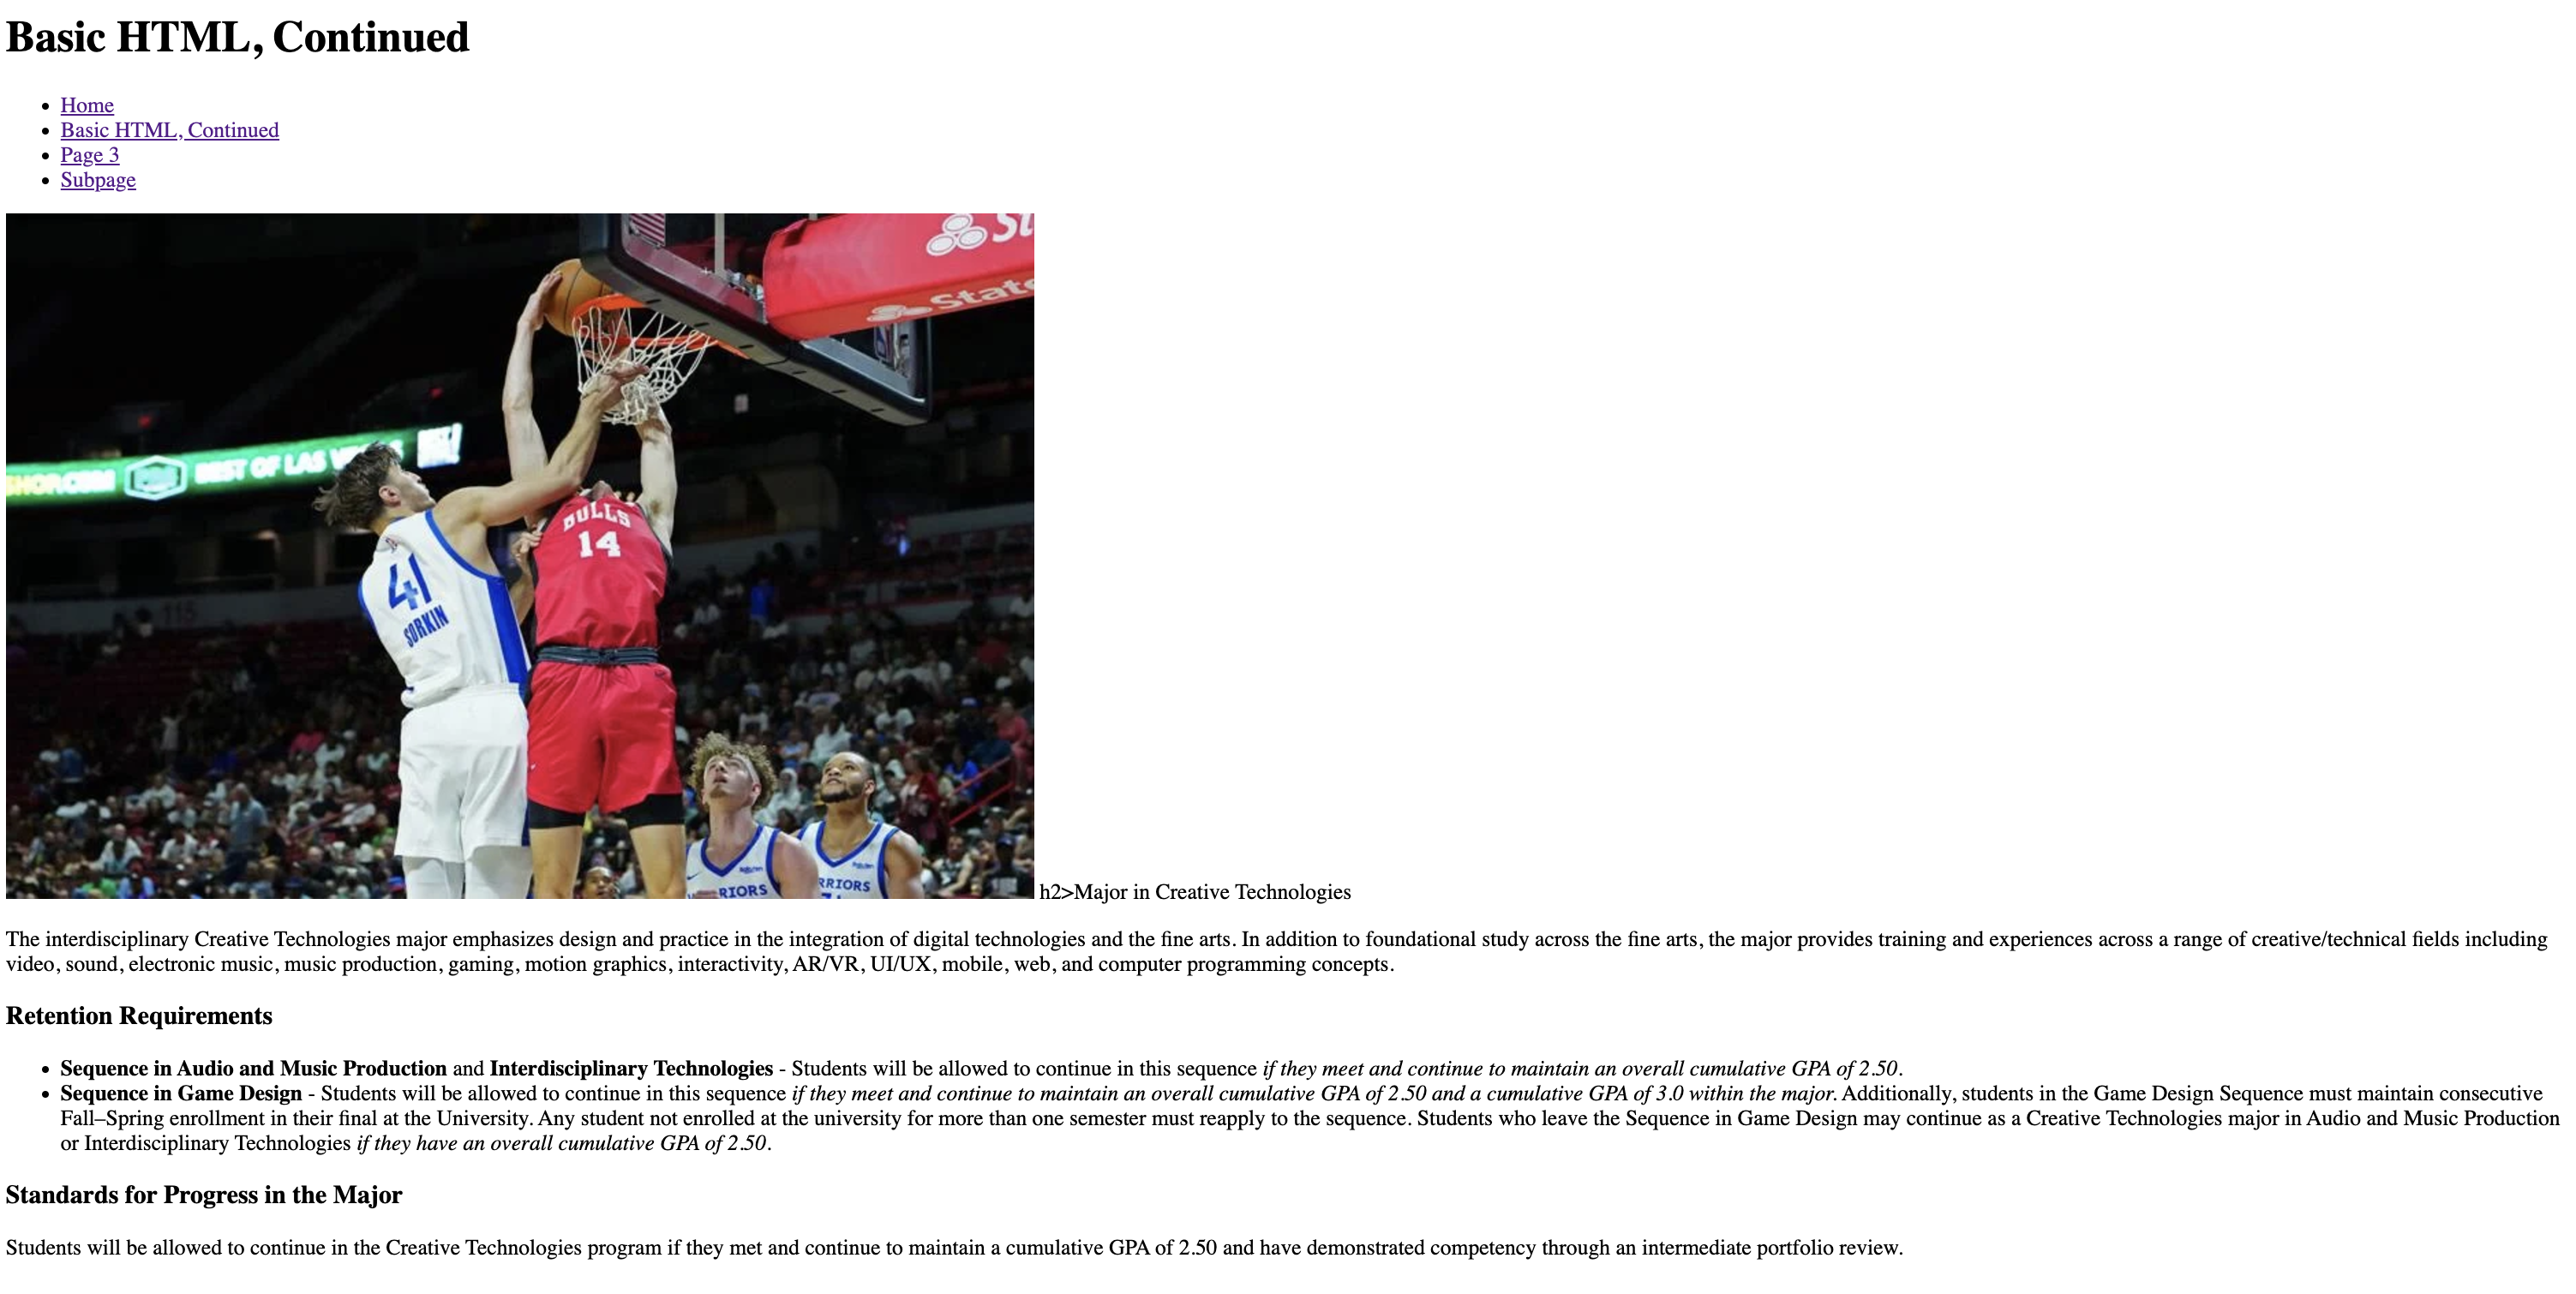 Basic HTML, Continued
Home
Basic HTML, Continued
Page 3
Subpage
St
State
BEST OF LAS
BULLS
14
41
SORKIN
115
RIORS
RRIORS
h2>Major in Creative Technologies
The interdisciplinary Creative Technologies major emphasizes design and practice in the integration of digital technologies and the fine arts. In addition to foundational study across the fine arts, the major provides training and experiences across a range of creative/technical fields including
video, sound, electronic music, music production, gaming, motion graphics, interactivity, AR/VR, UI/UX, mobile, web, and computer programming concepts.
Retention Requirements
Sequence in Audio and Music Production and Interdisciplinary Technologies - Students will be allowed to continue in this sequence if they meet and continue to maintain an overall cumulative GPA of 2.50.
Sequence in Game Design - Students will be allowed to continue in this sequence if they meet and continue to maintain an overall cumulative GPA of 2.50 and a cumulative GPA of 3.0 within the major. Additionally, students in the Game Design Sequence must maintain consecutive
Fall–Spring enrollment in their final at the University. Any student not enrolled at the university for more than one semester must reapply to the sequence. Students who leave the Sequence in Game Design may continue as a Creative Technologies major in Audio and Music Production
or Interdisciplinary Technologies if they have an overall cumulative GPA of 2.50.
Standards for Progress in the Major
Students will be allowed to continue in the Creative Technologies program if they met and continue to maintain a cumulative GPA of 2.50 and have demonstrated competency through an intermediate portfolio review.